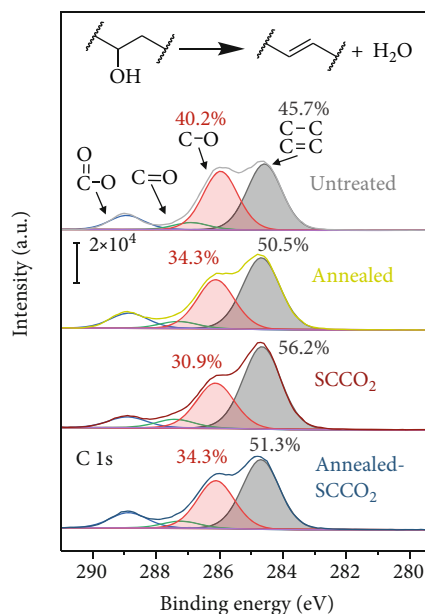 OH
+ H₂O
40.2%
45.7%
C–O
C–C
C=C
O
C–O
C=O
Untreated
2×10⁴
34.3%
50.5%
Annealed
30.9%
56.2%
SCCO₂
C 1s
34.3%
51.3%
Annealed-
SCCO₂
Intensity (a.u.)
290 288 286 284 282 280
Binding energy (eV)